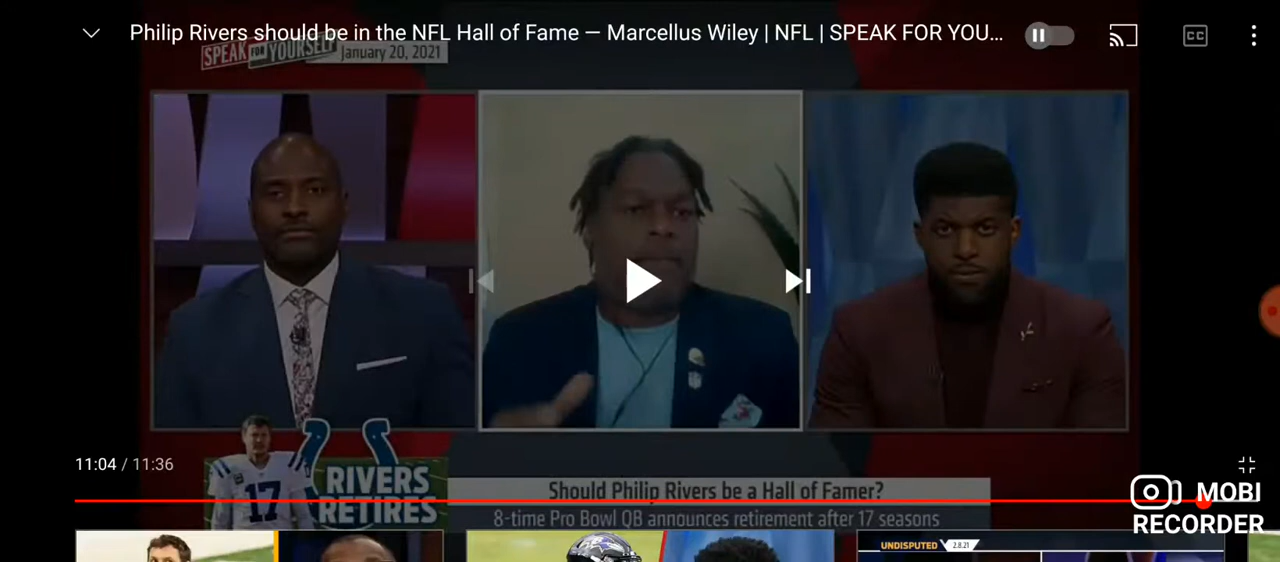 Philip Rivers should be in the NFL Hall of Fame — Marcellus Wiley | NFL | SPEAK FOR YOU...
CC
SPEAK FOR YOURSELF
January 20, 2021
11:04 / 11:36
17
RIVERS
RETIRES
Should Philip Rivers be a Hall of Famer?
8-time Pro Bowl QB announces retirement after 17 seasons
MOBI
RECORDER
UNDISPUTED 2.8.21